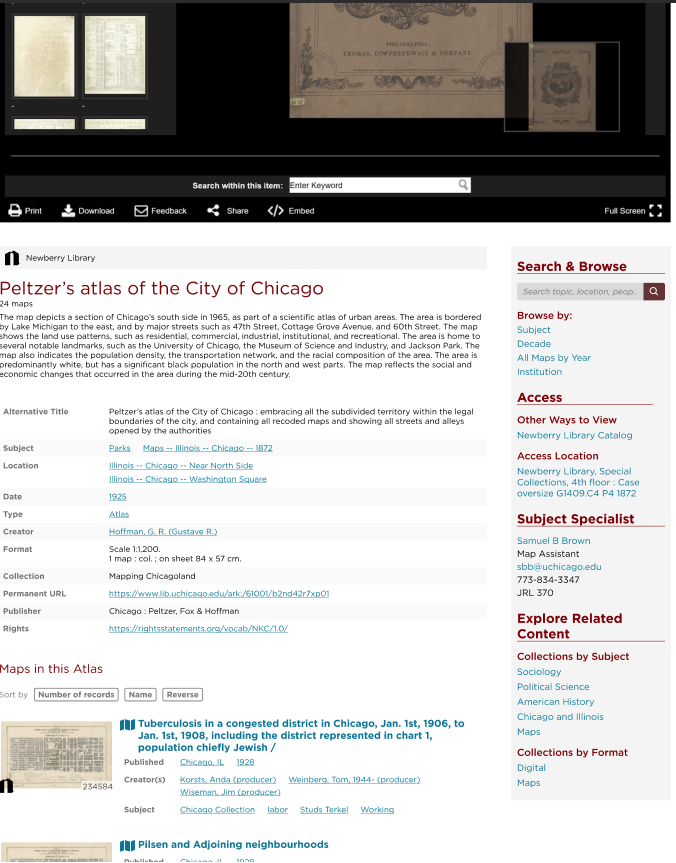 PHILADELPHIA:
THOMAS, COWPERTHWAIT & COMPANY.
Search within this item: Enter Keyword
Print Download Feedback Share Embed Full Screen
Newberry Library
Peltzer's atlas of the City of Chicago
24 maps
The map depicts a section of Chicago's south side in 1965, as part of a scientific atlas of urban areas. The area is bordered
by Lake Michigan to the east, and by major streets such as 47th Street, Cottage Grove Avenue, and 60th Street. The map
shows the land use patterns, such as residential, commercial, industrial, institutional, and recreational. The area is home to
several notable landmarks, such as the University of Chicago, the Museum of Science and Industry, and Jackson Park. The
map also indicates the population density, the transportation network, and the racial composition of the area. The area is
predominantly white, but has a significant black population in the north and west parts. The map reflects the social and
economic changes that occurred in the area during the mid-20th century.
Alternative Title Peltzer's atlas of the City of Chicago : embracing all the subdivided territory within the legal
boundaries of the city, and containing all recoded maps and showing all streets and alleys
opened by the authorities
Subject Parks Maps -- Illinois -- Chicago -- 1872
Location Illinois -- Chicago -- Near North Side
Illinois -- Chicago -- Washington Square
Date 1925
Type Atlas
Creator Hoffman, G. R. (Gustave R.)
Format Scale 1:1,200.
1 map : col. ; on sheet 84 x 57 cm.
Collection Mapping Chicagoland
Permanent URL https://www.lib.uchicago.edu/ark:/61001/b2nd42r7xp01
Publisher Chicago : Peltzer, Fox & Hoffman
Rights https://rightsstatements.org/vocab/NKC/1.0/
Maps in this Atlas
Sort by Number of records Name Reverse
Tuberculosis in a congested district in Chicago, Jan. 1st, 1906, to
Jan. 1st, 1908, including the district represented in chart 1,
population chiefly Jewish /
Published Chicago, IL 1928
Creator(s) Korsts, Anda (producer) Weinberg, Tom, 1944- (producer)
Wiseman, Jim (producer)
234584
Subject Chicago Collection labor Studs Terkel Working
Pilsen and Adjoining neighbourhoods
Published Chicago, IL 1928
Search & Browse
Search topic, location, peop..
Browse by:
Subject
Decade
All Maps by Year
Institution
Access
Other Ways to View
Newberry Library Catalog
Access Location
Newberry Library, Special
Collections, 4th floor : Case
oversize G1409.C4 P4 1872
Subject Specialist
Samuel B Brown
Map Assistant
sbb@uchicago.edu
773-834-3347
JRL 370
Explore Related
Content
Collections by Subject
Sociology
Political Science
American History
Chicago and Illinois
Maps
Collections by Format
Digital
Maps